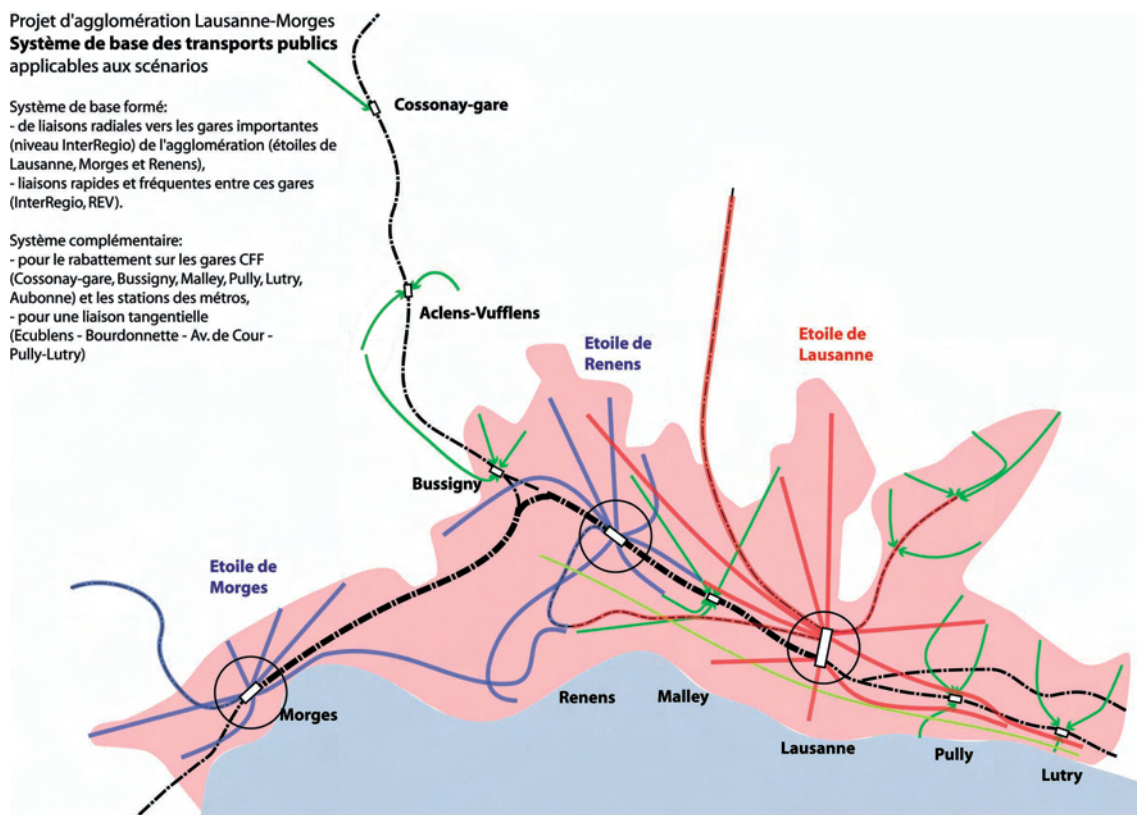 Projet d'agglomération Lausanne-Morges
Système de base des transports publics
applicables aux scénarios
Système de base formé:
- de liaisons radiales vers les gares importantes
(niveau InterRegio) de l'agglomération (étoiles de
Lausanne, Morges et Renens),
- liaisons rapides et fréquentes entre ces gares
(InterRegio, REV).
Système complémentaire:
- pour le rabattement sur les gares CFF
(Cossonay-gare, Bussigny, Malley, Pully, Lutry,
Aubonne) et les stations des métros,
- pour une liaison tangentielle
(Ecublens - Bourdonnette - Av. de Cour -
Pully-Lutry)
Cossonay-gare
Aclens-Vufflens
Etoile de
Renens
Etoile de
Lausanne
Bussigny
Etoile de
Morges
Morges
Renens
Malley
Lausanne
Pully
Lutry